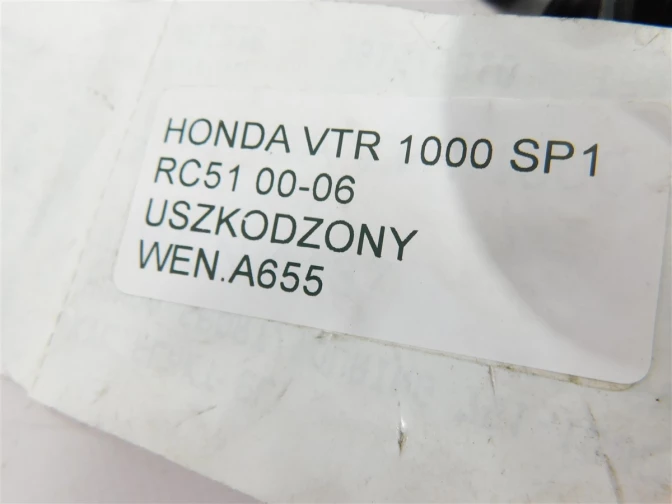 HONDA VTR 1000 SP1
RC51 00-06
USZKODZONY
WEN.A655